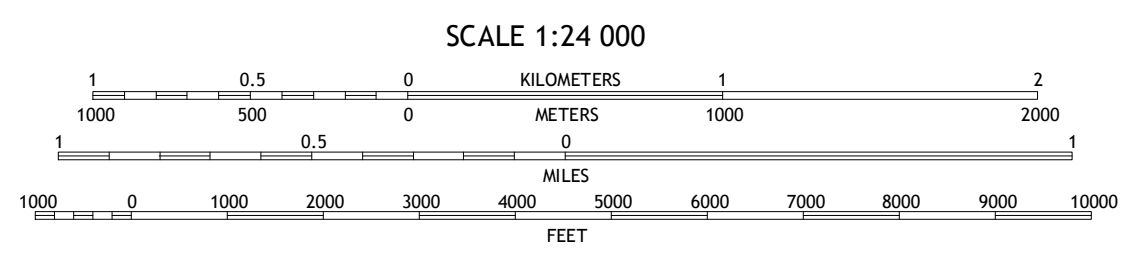 SCALE 1:24 000
1 0.5 0 KILOMETERS 1 2
1000 500 0 METERS 1000 2000
1 0.5 0 1
MILES
1000 0 1000 2000 3000 4000 5000 6000 7000 8000 9000 10000
FEET